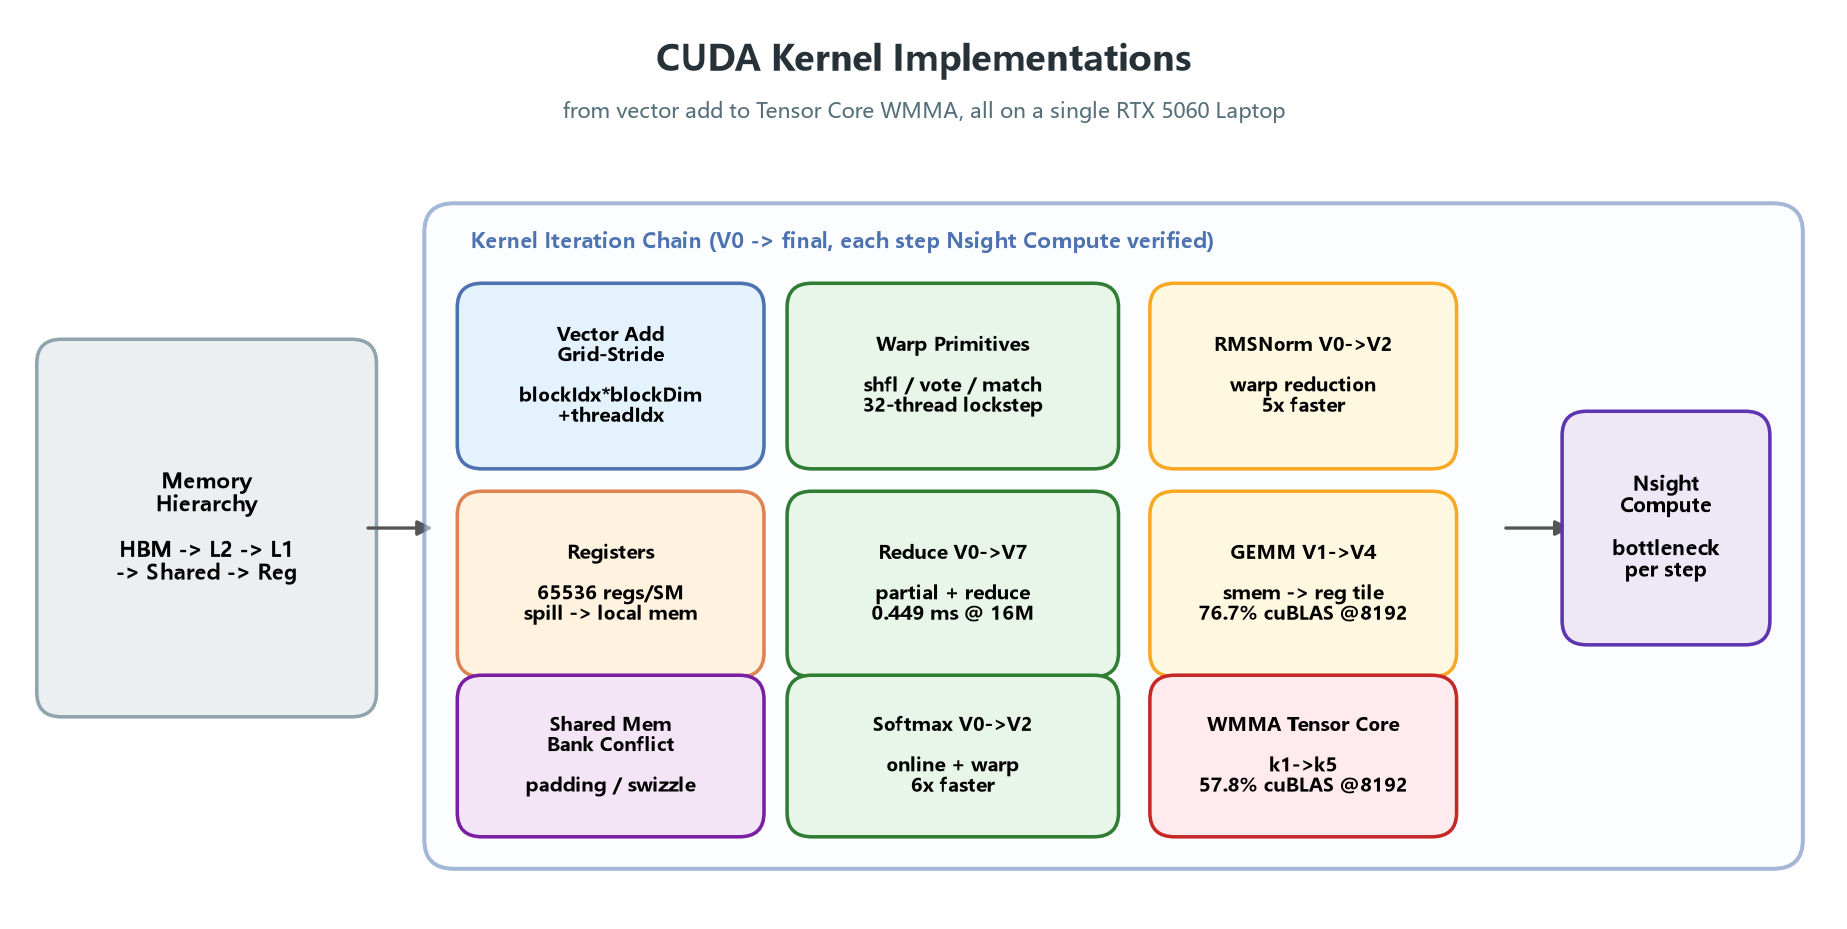 CUDA Kernel Implementations
from vector add to Tensor Core WMMA, all on a single RTX 5060 Laptop
Memory
Hierarchy
HBM -> L2 -> L1
-> Shared -> Reg
Kernel Iteration Chain (V0 -> final, each step Nsight Compute verified)
Vector Add
Grid-Stride
blockIdx*blockDim
+threadIdx
Warp Primitives
shfl / vote / match
32-thread lockstep
RMSNorm V0->V2
warp reduction
5x faster
Registers
65536 regs/SM
spill -> local mem
Reduce V0->V7
partial + reduce
0.449 ms @ 16M
GEMM V1->V4
smem -> reg tile
76.7% cuBLAS @8192
Shared Mem
Bank Conflict
padding / swizzle
Softmax V0->V2
online + warp
6x faster
WMMA Tensor Core
k1->k5
57.8% cuBLAS @8192
Nsight
Compute
bottleneck
per step